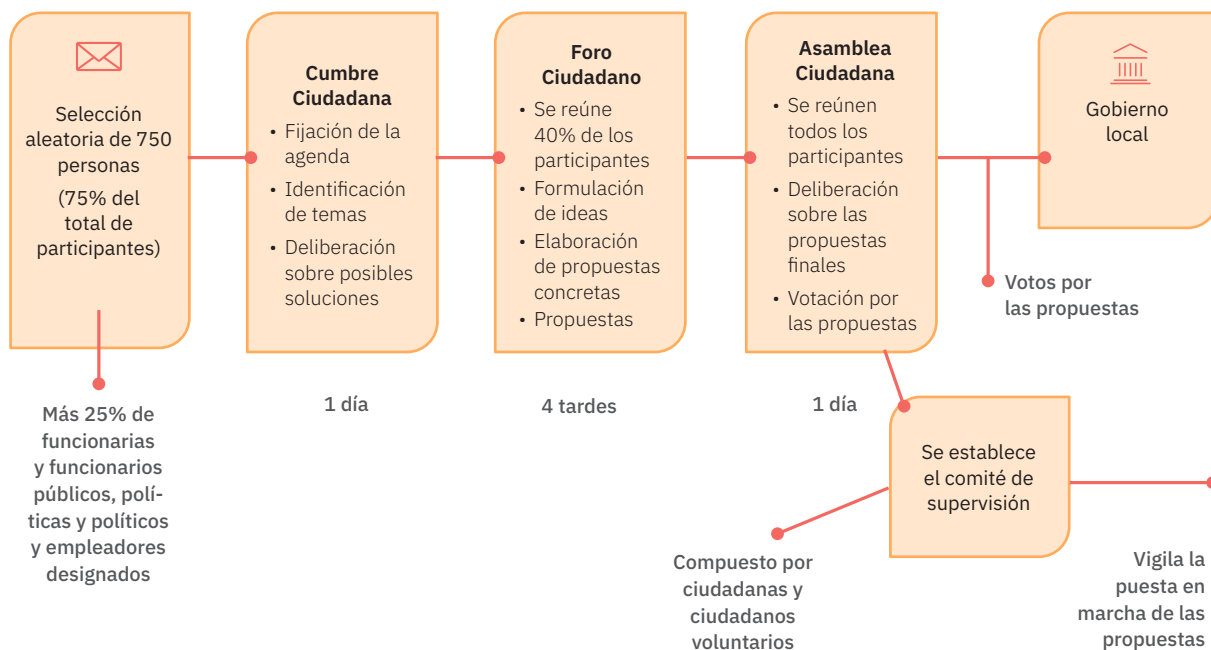 Selección
aleatoria de 750
personas
(75% del
total de
participantes)
Más 25% de
funcionarias
y funcionarios
públicos, polí-
ticas y políticos
y empleadores
designados
Cumbre
Ciudadana
• Fijación de la
agenda
• Identificación
de temas
• Deliberación
sobre posibles
soluciones
1 día
Foro
Ciudadano
• Se reúne
40% de los
participantes
• Formulación
de ideas
• Elaboración
de propuestas
concretas
• Propuestas
4 tardes
Asamblea
Ciudadana
• Se reúnen
todos los
participantes
• Deliberación
sobre las
propuestas
finales
• Votación por
las propuestas
1 día
Gobierno
local
Votos por
las propuestas
Se establece
el comité de
supervisión
Compuesto por
ciudadanas y
ciudadanos
voluntarios
Vigila la
puesta en
marcha de las
propuestas